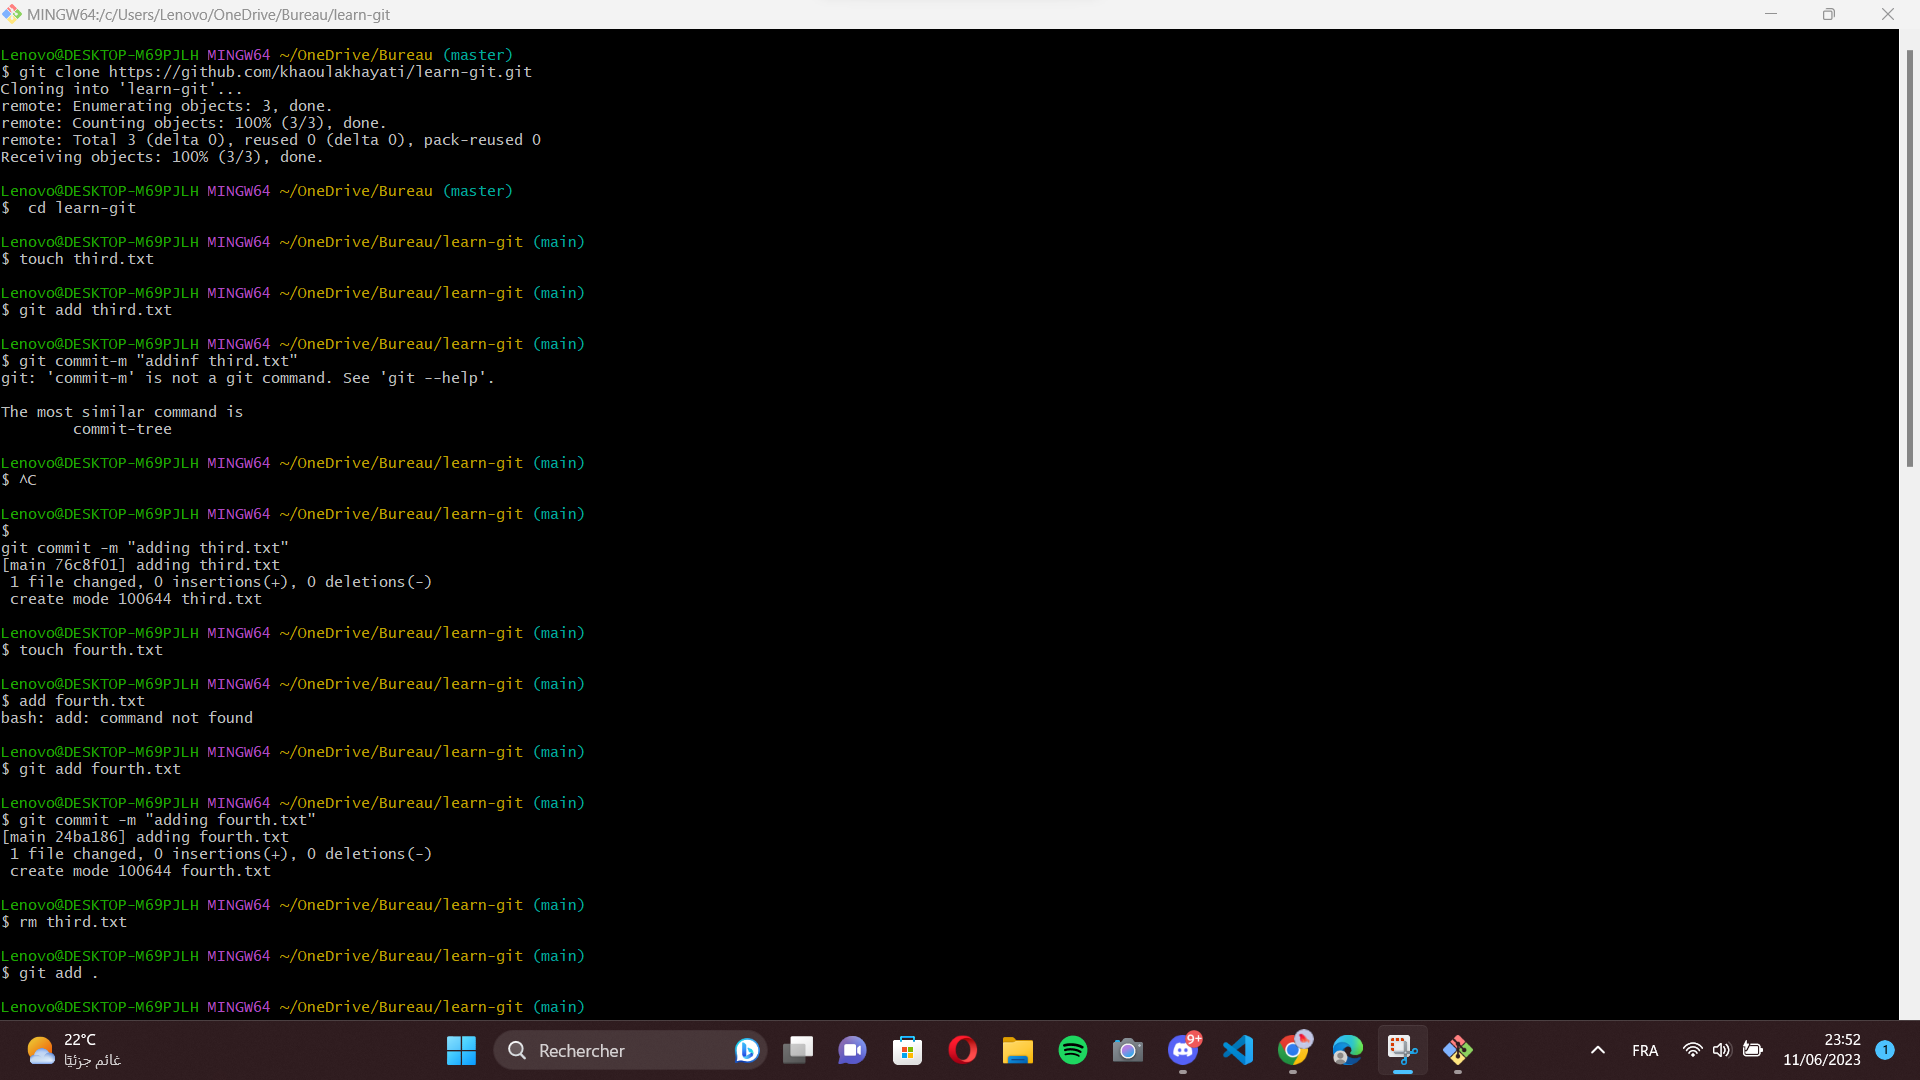 MINGW64:/c/Users/Lenovo/OneDrive/Bureau/learn-git
Lenovo@DESKTOP-M69PJLH MINGW64 ~/OneDrive/Bureau (master)
$ git clone https://github.com/khaoulakhayati/learn-git.git
Cloning into 'learn-git'...
remote: Enumerating objects: 3, done.
remote: Counting objects: 100% (3/3), done.
remote: Total 3 (delta 0), reused 0 (delta 0), pack-reused 0
Receiving objects: 100% (3/3), done.
Lenovo@DESKTOP-M69PJLH MINGW64 ~/OneDrive/Bureau (master)
$  cd learn-git
Lenovo@DESKTOP-M69PJLH MINGW64 ~/OneDrive/Bureau/learn-git (main)
$ touch third.txt
Lenovo@DESKTOP-M69PJLH MINGW64 ~/OneDrive/Bureau/learn-git (main)
$ git add third.txt
Lenovo@DESKTOP-M69PJLH MINGW64 ~/OneDrive/Bureau/learn-git (main)
$ git commit-m "addinf third.txt"
git: 'commit-m' is not a git command. See 'git --help'.
The most similar command is
        commit-tree
Lenovo@DESKTOP-M69PJLH MINGW64 ~/OneDrive/Bureau/learn-git (main)
$ ^C
Lenovo@DESKTOP-M69PJLH MINGW64 ~/OneDrive/Bureau/learn-git (main)
$
git commit -m "adding third.txt"
[main 76c8f01] adding third.txt
 1 file changed, 0 insertions(+), 0 deletions(-)
 create mode 100644 third.txt
Lenovo@DESKTOP-M69PJLH MINGW64 ~/OneDrive/Bureau/learn-git (main)
$ touch fourth.txt
Lenovo@DESKTOP-M69PJLH MINGW64 ~/OneDrive/Bureau/learn-git (main)
$ add fourth.txt
bash: add: command not found
Lenovo@DESKTOP-M69PJLH MINGW64 ~/OneDrive/Bureau/learn-git (main)
$ git add fourth.txt
Lenovo@DESKTOP-M69PJLH MINGW64 ~/OneDrive/Bureau/learn-git (main)
$ git commit -m "adding fourth.txt"
[main 24ba186] adding fourth.txt
 1 file changed, 0 insertions(+), 0 deletions(-)
 create mode 100644 fourth.txt
Lenovo@DESKTOP-M69PJLH MINGW64 ~/OneDrive/Bureau/learn-git (main)
$ rm third.txt
Lenovo@DESKTOP-M69PJLH MINGW64 ~/OneDrive/Bureau/learn-git (main)
$ git add .
Lenovo@DESKTOP-M69PJLH MINGW64 ~/OneDrive/Bureau/learn-git (main)
22°C
غائم جزئيًا
Rechercher
9+
FRA
23:52
11/06/2023
1